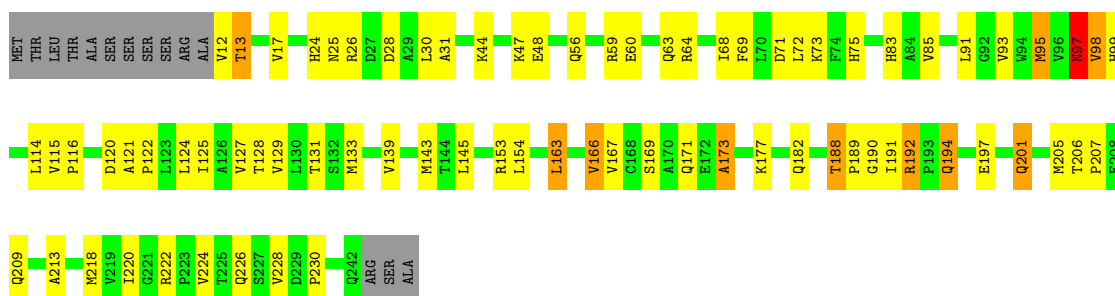 MET THR LEU THR ALA SER SER SER SER ARG ALA V12 T13 V17 H24 N25 R26 D27 D28 A29 L30 A31 K44 K47 E48 Q56 R59 E60 Q63 R64 I68 F69 L70 D71 L72 K73 F74 H75 H83 A84 V85 L91 G92 V93 W94 M95 V96 N97 V98 H99
L114 V115 P116 D120 A121 P122 L123 L124 I125 A126 V127 T128 V129 L130 T131 S132 M133 V139 M143 T144 L145 R153 L154 L163 V166 V167 C168 S169 A170 Q171 E172 A173 K177 Q182 T188 P189 G190 I191 R192 P193 Q194 E197 Q201 M205 T206 P207
Q209 A213 M218 V219 I220 G221 R222 P223 V224 T225 Q226 S227 V228 D229 P230 Q242 ARG SER ALA